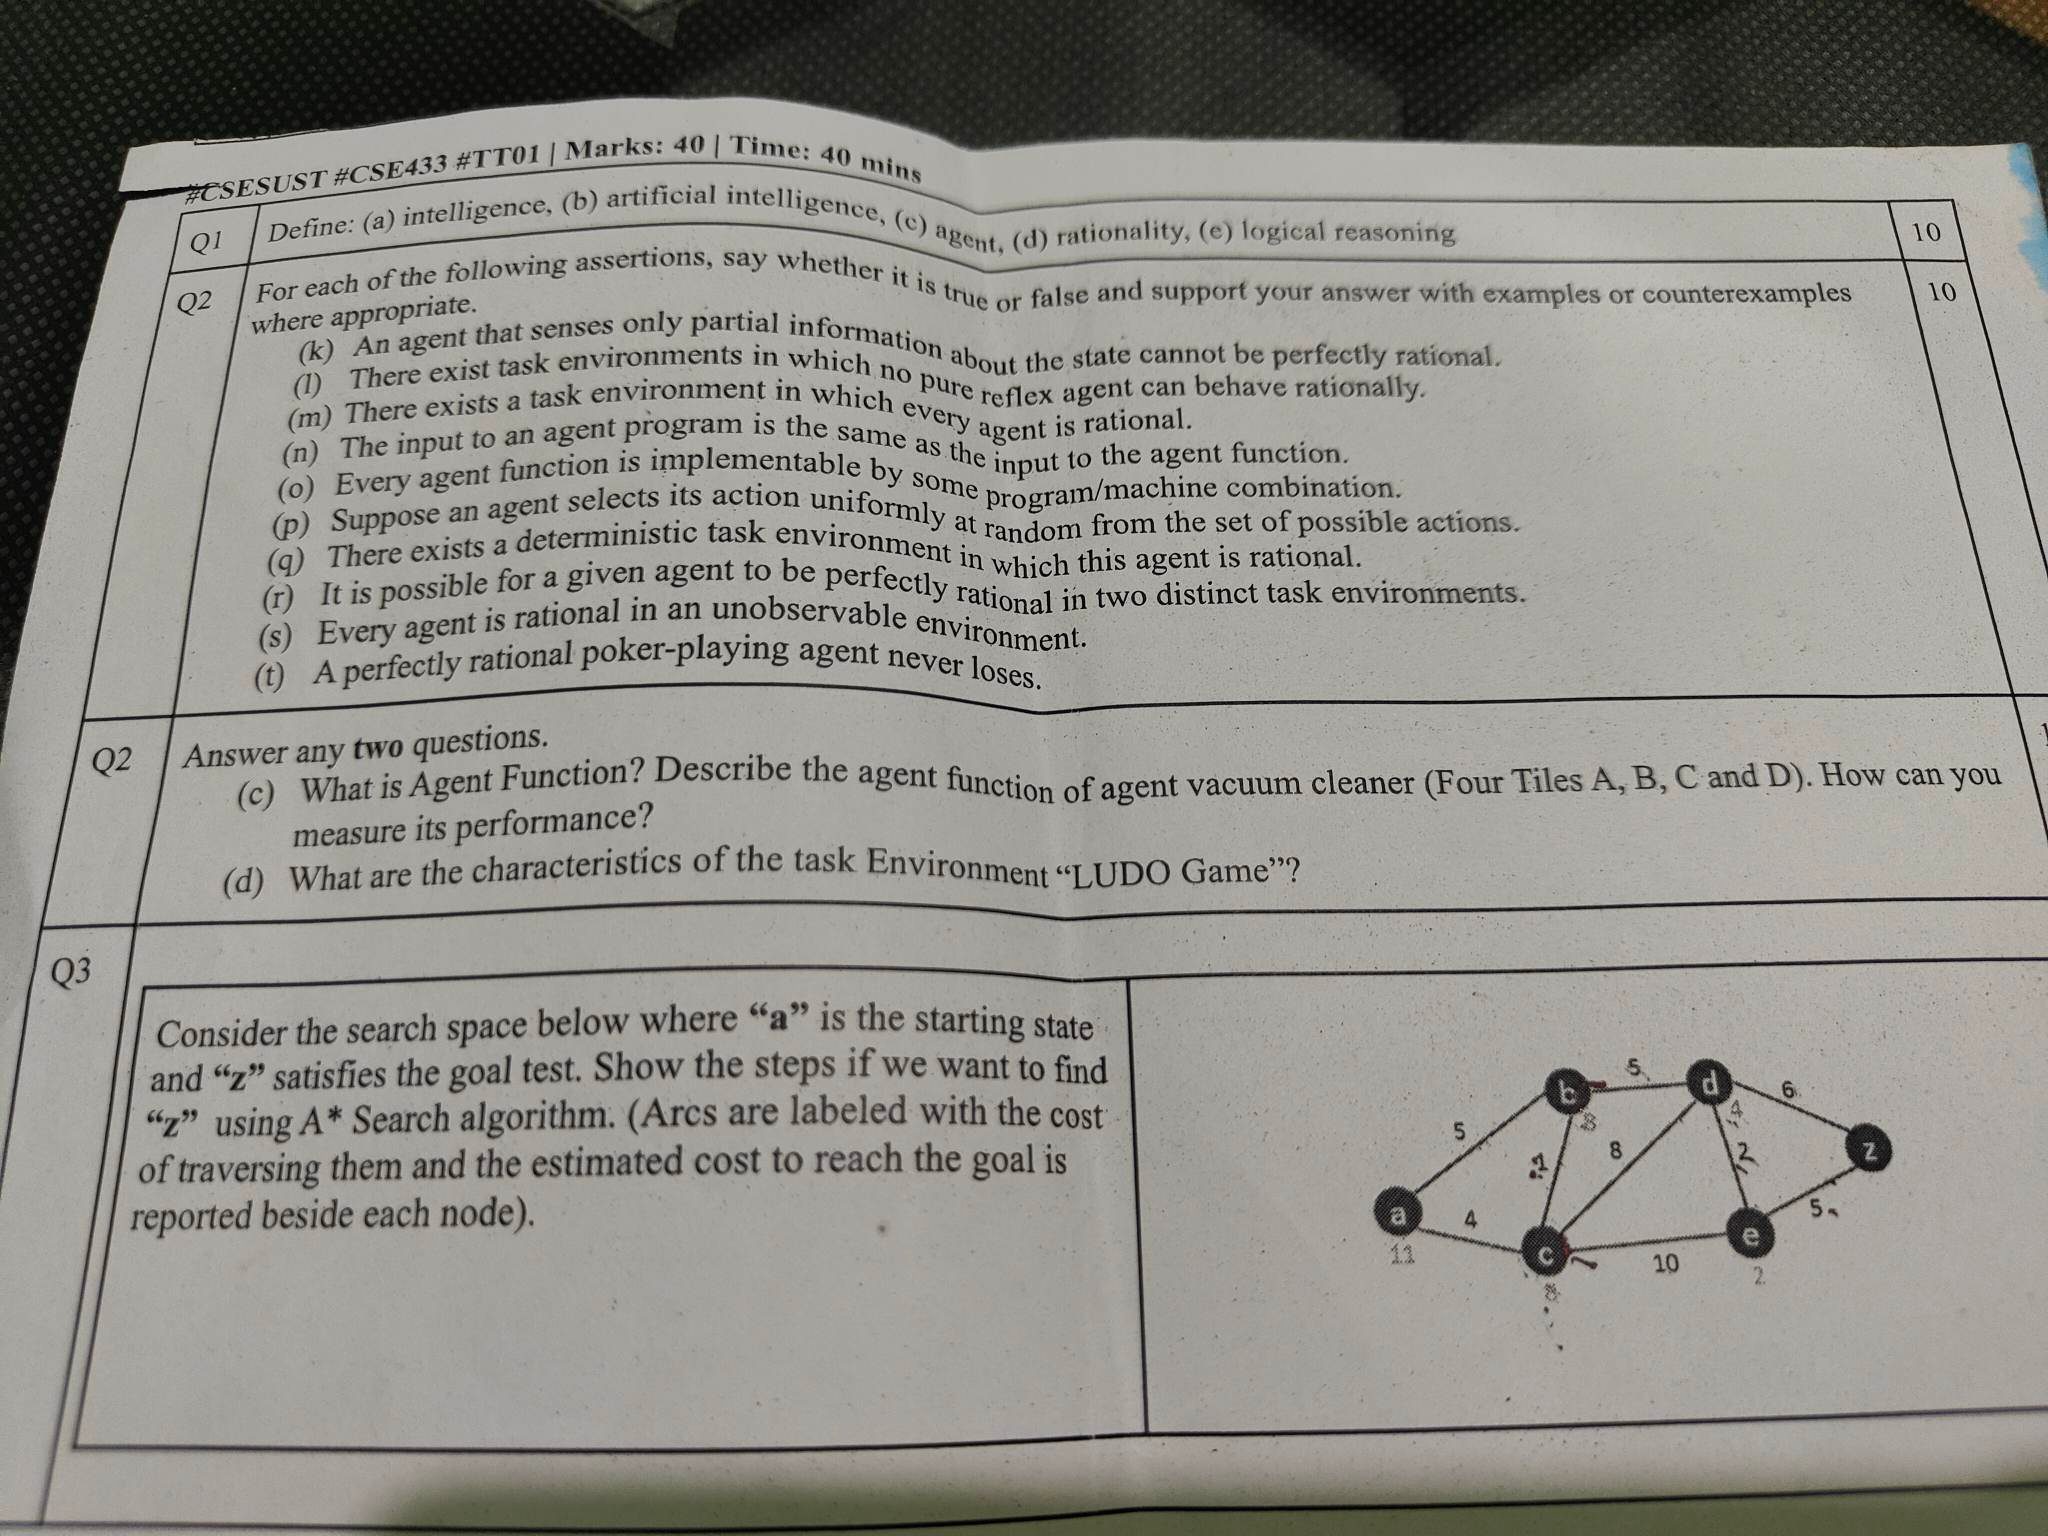 #CSESUST #CSE433 #TT01 | Marks: 40 | Time: 40 mins
Q1 Define: (a) intelligence, (b) artificial intelligence, (c) agent, (d) rationality, (e) logical reasoning 10
Q2 For each of the following assertions, say whether it is true or false and support your answer with examples or counterexamples 10
where appropriate.
(k) An agent that senses only partial information about the state cannot be perfectly rational.
(l) There exist task environments in which no pure reflex agent can behave rationally.
(m) There exists a task environment in which every agent is rational.
(n) The input to an agent program is the same as the input to the agent function.
(o) Every agent function is implementable by some program/machine combination.
(p) Suppose an agent selects its action uniformly at random from the set of possible actions.
(q) There exists a deterministic task environment in which this agent is rational.
(r) It is possible for a given agent to be perfectly rational in two distinct task environments.
(s) Every agent is rational in an unobservable environment.
(t) A perfectly rational poker-playing agent never loses.
Q2 Answer any two questions.
(c) What is Agent Function? Describe the agent function of agent vacuum cleaner (Four Tiles A, B, C and D). How can you
measure its performance?
(d) What are the characteristics of the task Environment “LUDO Game”?
Q3
Consider the search space below where “a” is the starting state
and “z” satisfies the goal test. Show the steps if we want to find
“z” using A* Search algorithm. (Arcs are labeled with the cost
of traversing them and the estimated cost to reach the goal is
reported beside each node).
5
b d 6
8 4
5 8 2 z
a 4 5
11 c e
10
8 2